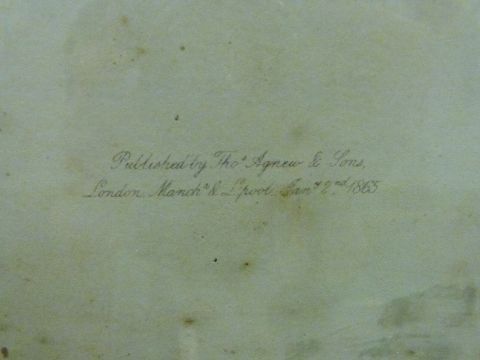 Published by Thoˢ Agnew & Sons,
London, Manchʳ & L'pool. Janʸ 2ⁿᵈ 1865